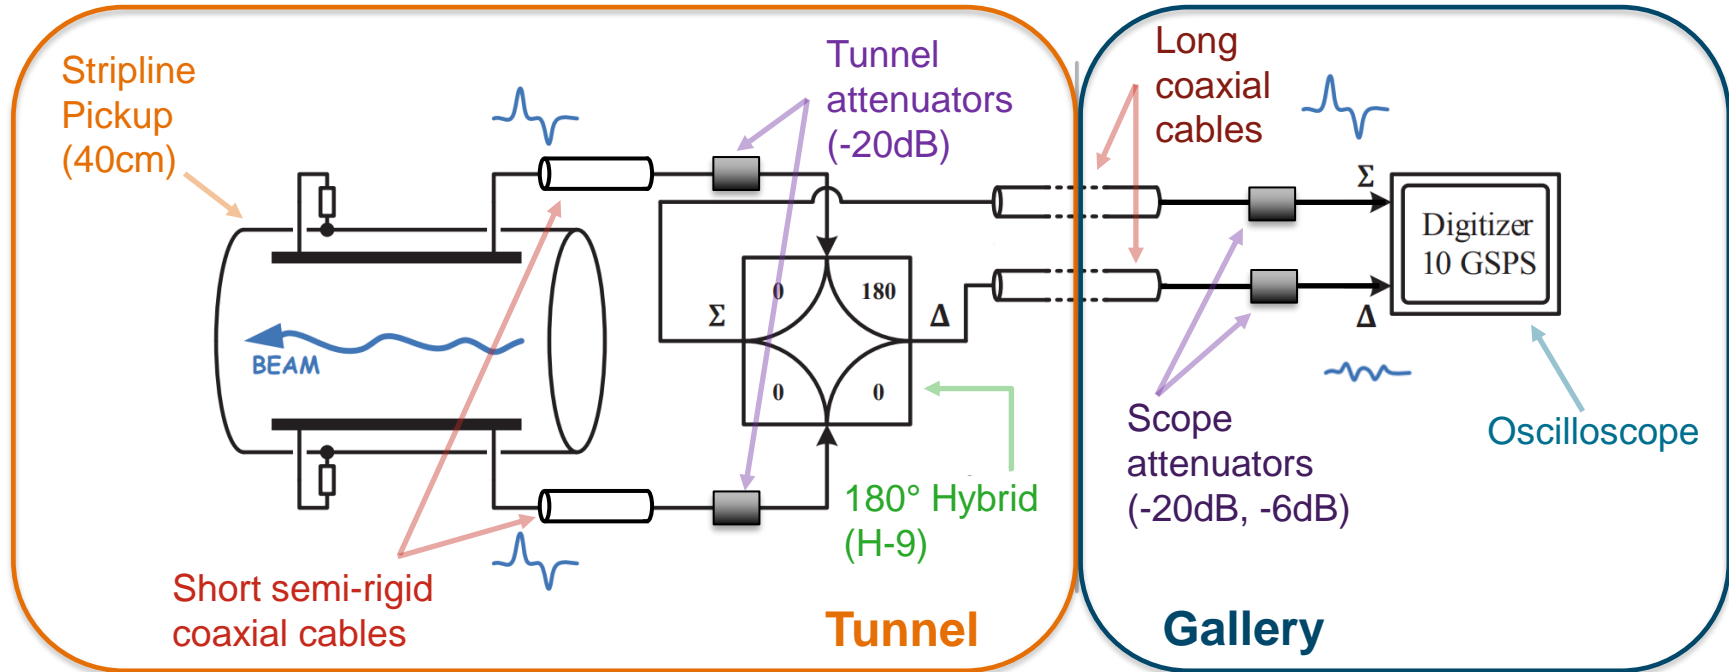 Stripline
Pickup
(40cm)
Tunnel
attenuators
(-20dB)
Long
coaxial
cables
Σ
Digitizer
10 GSPS
Δ
0
180
Σ
Δ
0
0
BEAM
Scope
attenuators
(-20dB, -6dB)
Oscilloscope
180° Hybrid
(H-9)
Short semi-rigid
coaxial cables
Tunnel
Gallery